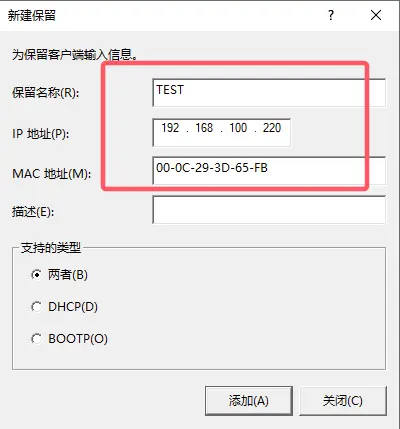 新建保留
?
为保留客户端输入信息。
保留名称(R):
TEST
IP 地址(P):
192 . 168 . 100 . 220
MAC 地址(M):
00-0C-29-3D-65-FB
描述(E):
支持的类型
两者(B)
DHCP(D)
BOOTP(O)
添加(A)
关闭(C)